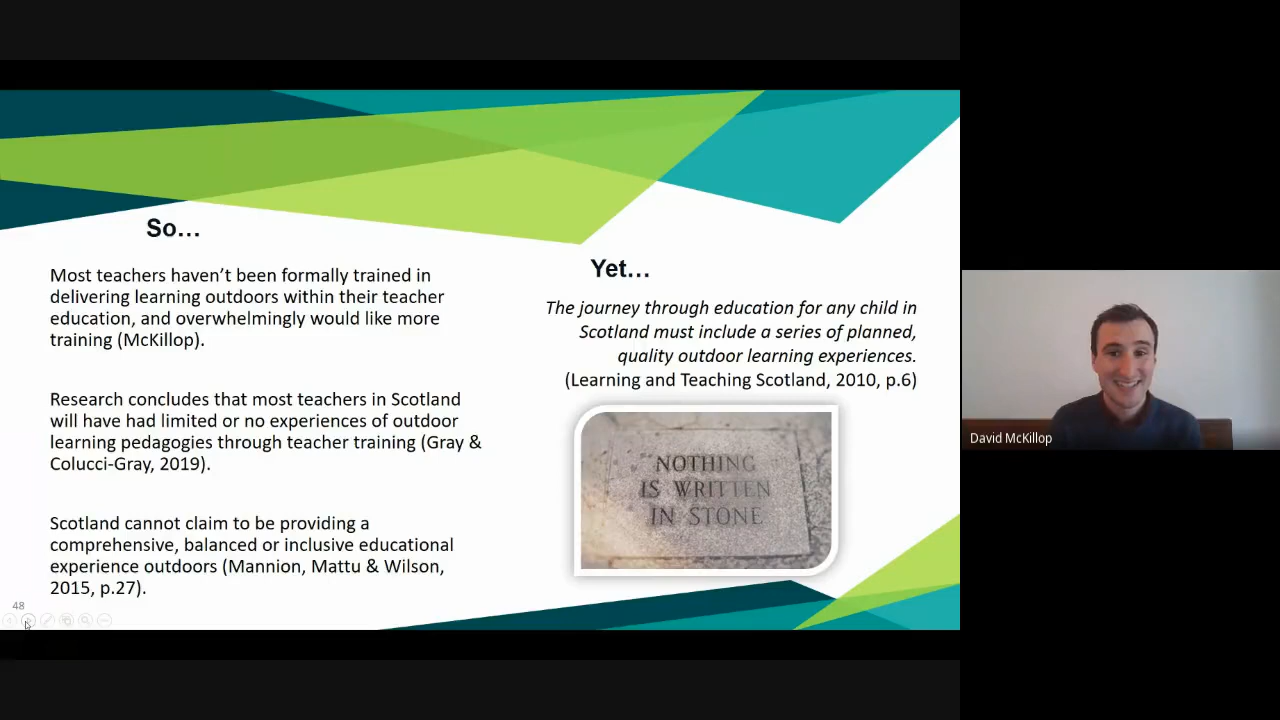 So…
Most teachers haven’t been formally trained in
delivering learning outdoors within their teacher
education, and overwhelmingly would like more
training (McKillop).
Research concludes that most teachers in Scotland
will have had limited or no experiences of outdoor
learning pedagogies through teacher training (Gray &
Colucci-Gray, 2019).
Scotland cannot claim to be providing a
comprehensive, balanced or inclusive educational
experience outdoors (Mannion, Mattu & Wilson,
2015, p.27).
48
Yet…
The journey through education for any child in
Scotland must include a series of planned,
quality outdoor learning experiences.
(Learning and Teaching Scotland, 2010, p.6)
NOTHING
IS WRITTEN
IN STONE
David McKillop